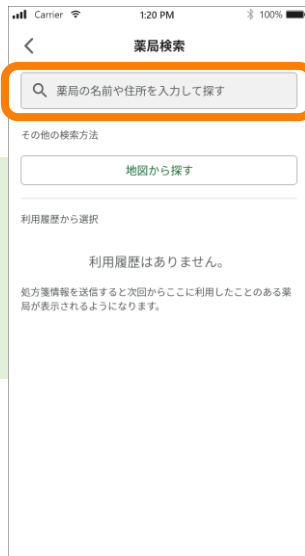 Carrier 1:20 PM 100%
薬局検索
薬局の名前や住所を入力して探す
その他の検索方法
地図から探す
利用履歴から選択
利用履歴はありません。
処方箋情報を送信すると次回からここに利用したことのある薬
局が表示されるようになります。